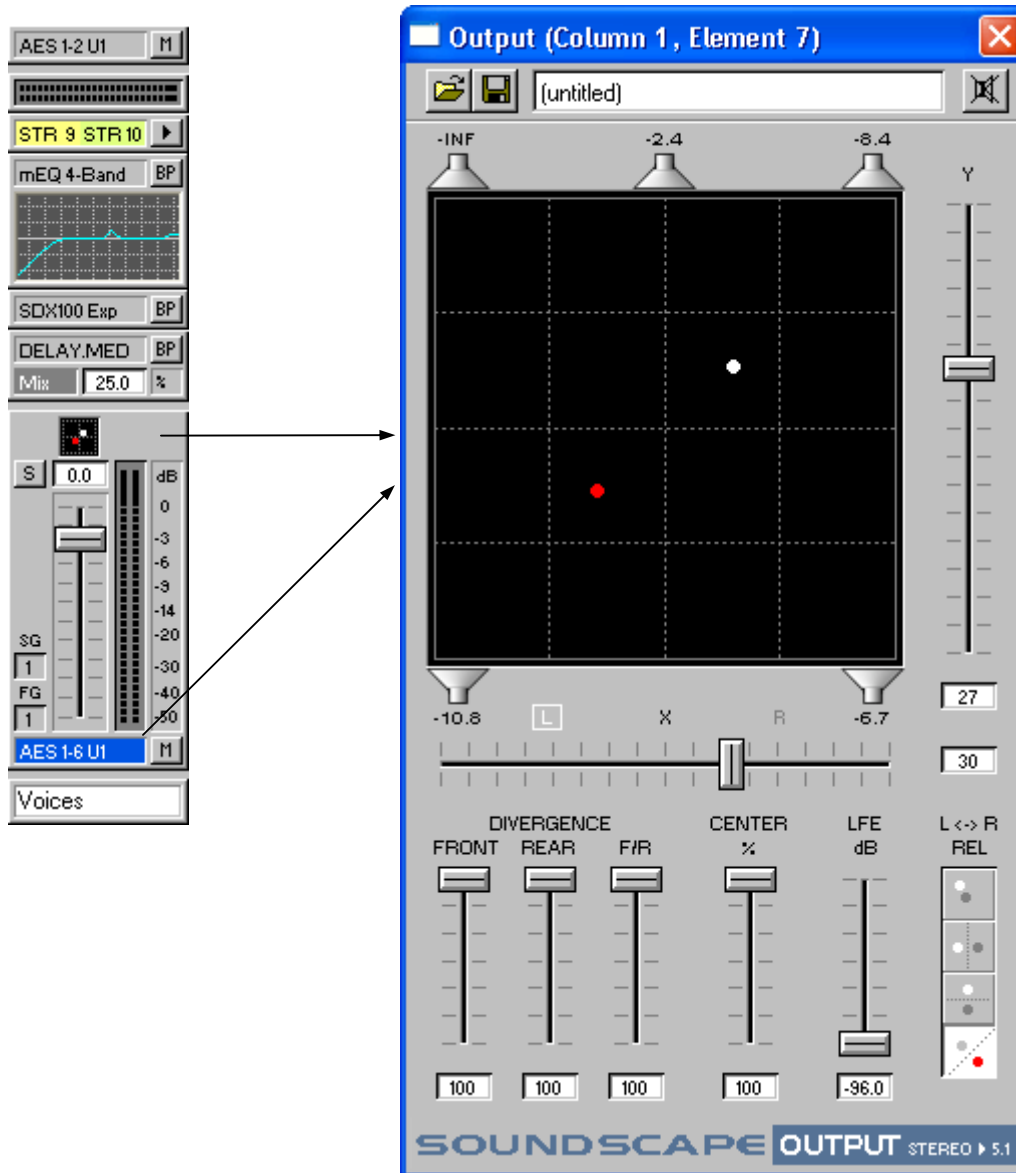 AES 1-2 U1 M
STR 9 STR 10
mEQ 4-Band BP
SDX100 Exp BP
DELAY.MED BP
Mix 25.0 %
S 0.0 dB
0
-3
-6
-9
-14
-20
-30
-40
-50
SG
1
FG
1
AES 1-6 U1 M
Voices
Output (Column 1, Element 7)
(untitled)
-INF -2.4 -8.4
Y
-10.8 L X R -6.7
27
30
DIVERGENCE CENTER LFE L <-> R
FRONT REAR F/R % dB REL
100 100 100 100 -96.0
SOUNDSCAPE OUTPUT STEREO 5.1